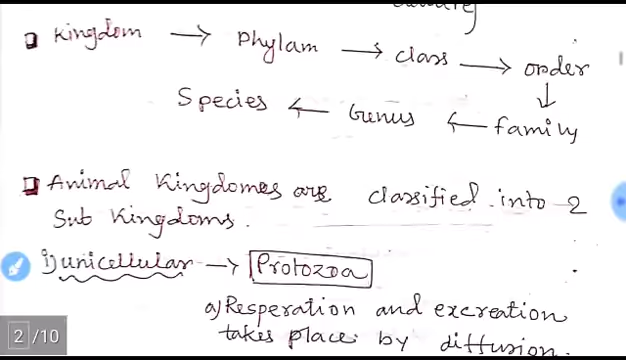 Kingdom → Phylam → class → order
↓
Species ← Genus ← family
Animal Kingdomes are classified into 2
Sub Kingdoms.
i) unicellular → Protozoa
a) Resperation and excreation
takes place by diffusion.
2/10